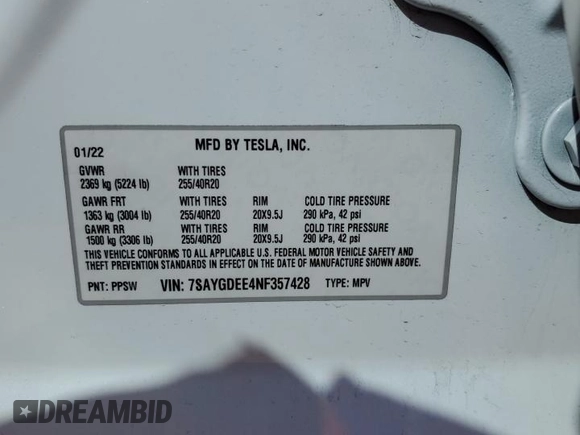 MFD BY TESLA, INC.
01/22
GVWR WITH TIRES
2369 kg (5224 lb) 255/40R20
GAWR FRT WITH TIRES RIM COLD TIRE PRESSURE
1363 kg (3004 lb) 255/40R20 20X9.5J 290 kPa, 42 psi
GAWR RR WITH TIRES RIM COLD TIRE PRESSURE
1500 kg (3306 lb) 255/40R20 20X9.5J 290 kPa, 42 psi
THIS VEHICLE CONFORMS TO ALL APPLICABLE U.S. FEDERAL MOTOR VEHICLE SAFETY AND
THEFT PREVENTION STANDARDS IN EFFECT ON THE DATE OF MANUFACTURE SHOWN ABOVE.
PNT: PPSW VIN: 7SAYGDEE4NF357428 TYPE: MPV
DREAMBID